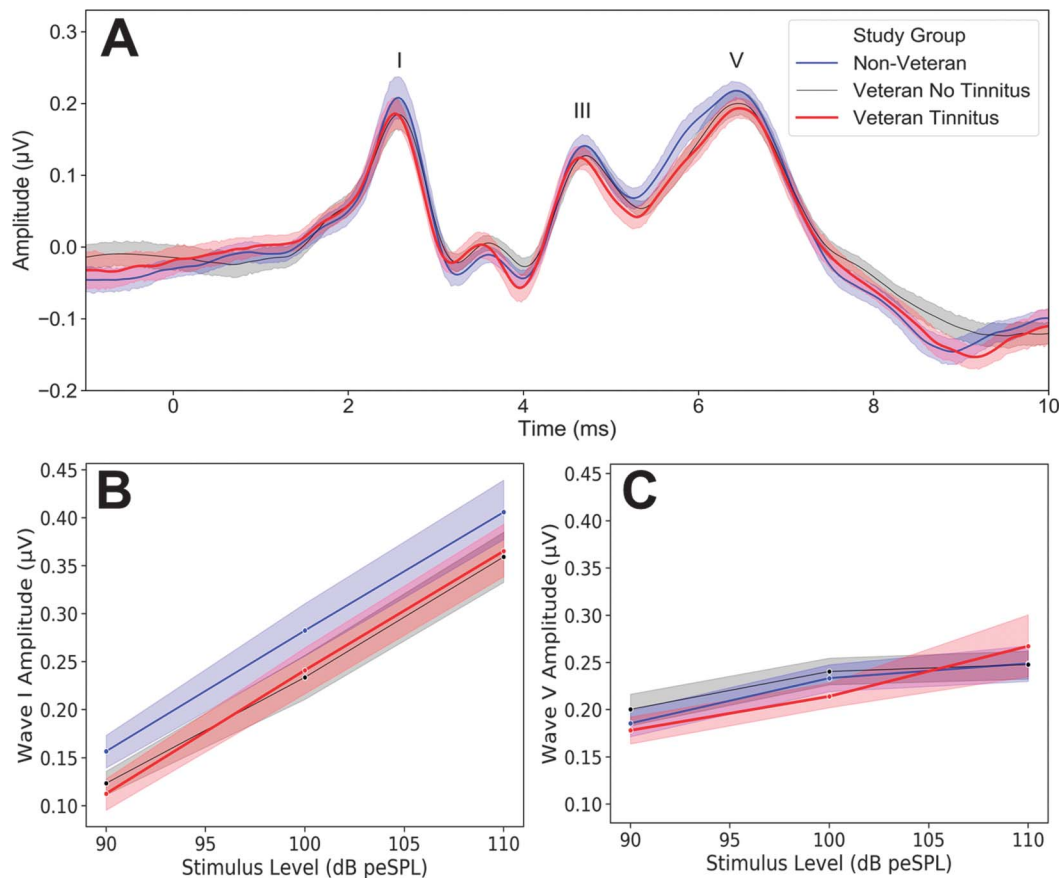 A
I
III
V
Study Group
Non-Veteran
Veteran No Tinnitus
Veteran Tinnitus
Amplitude (μV)
0.3
0.2
0.1
0.0
−0.1
−0.2
0 2 4 6 8 10
Time (ms)
B
Wave I Amplitude (μV)
0.45
0.40
0.35
0.30
0.25
0.20
0.15
0.10
90 95 100 105 110
Stimulus Level (dB peSPL)
C
Wave V Amplitude (μV)
0.45
0.40
0.35
0.30
0.25
0.20
0.15
0.10
90 95 100 105 110
Stimulus Level (dB peSPL)